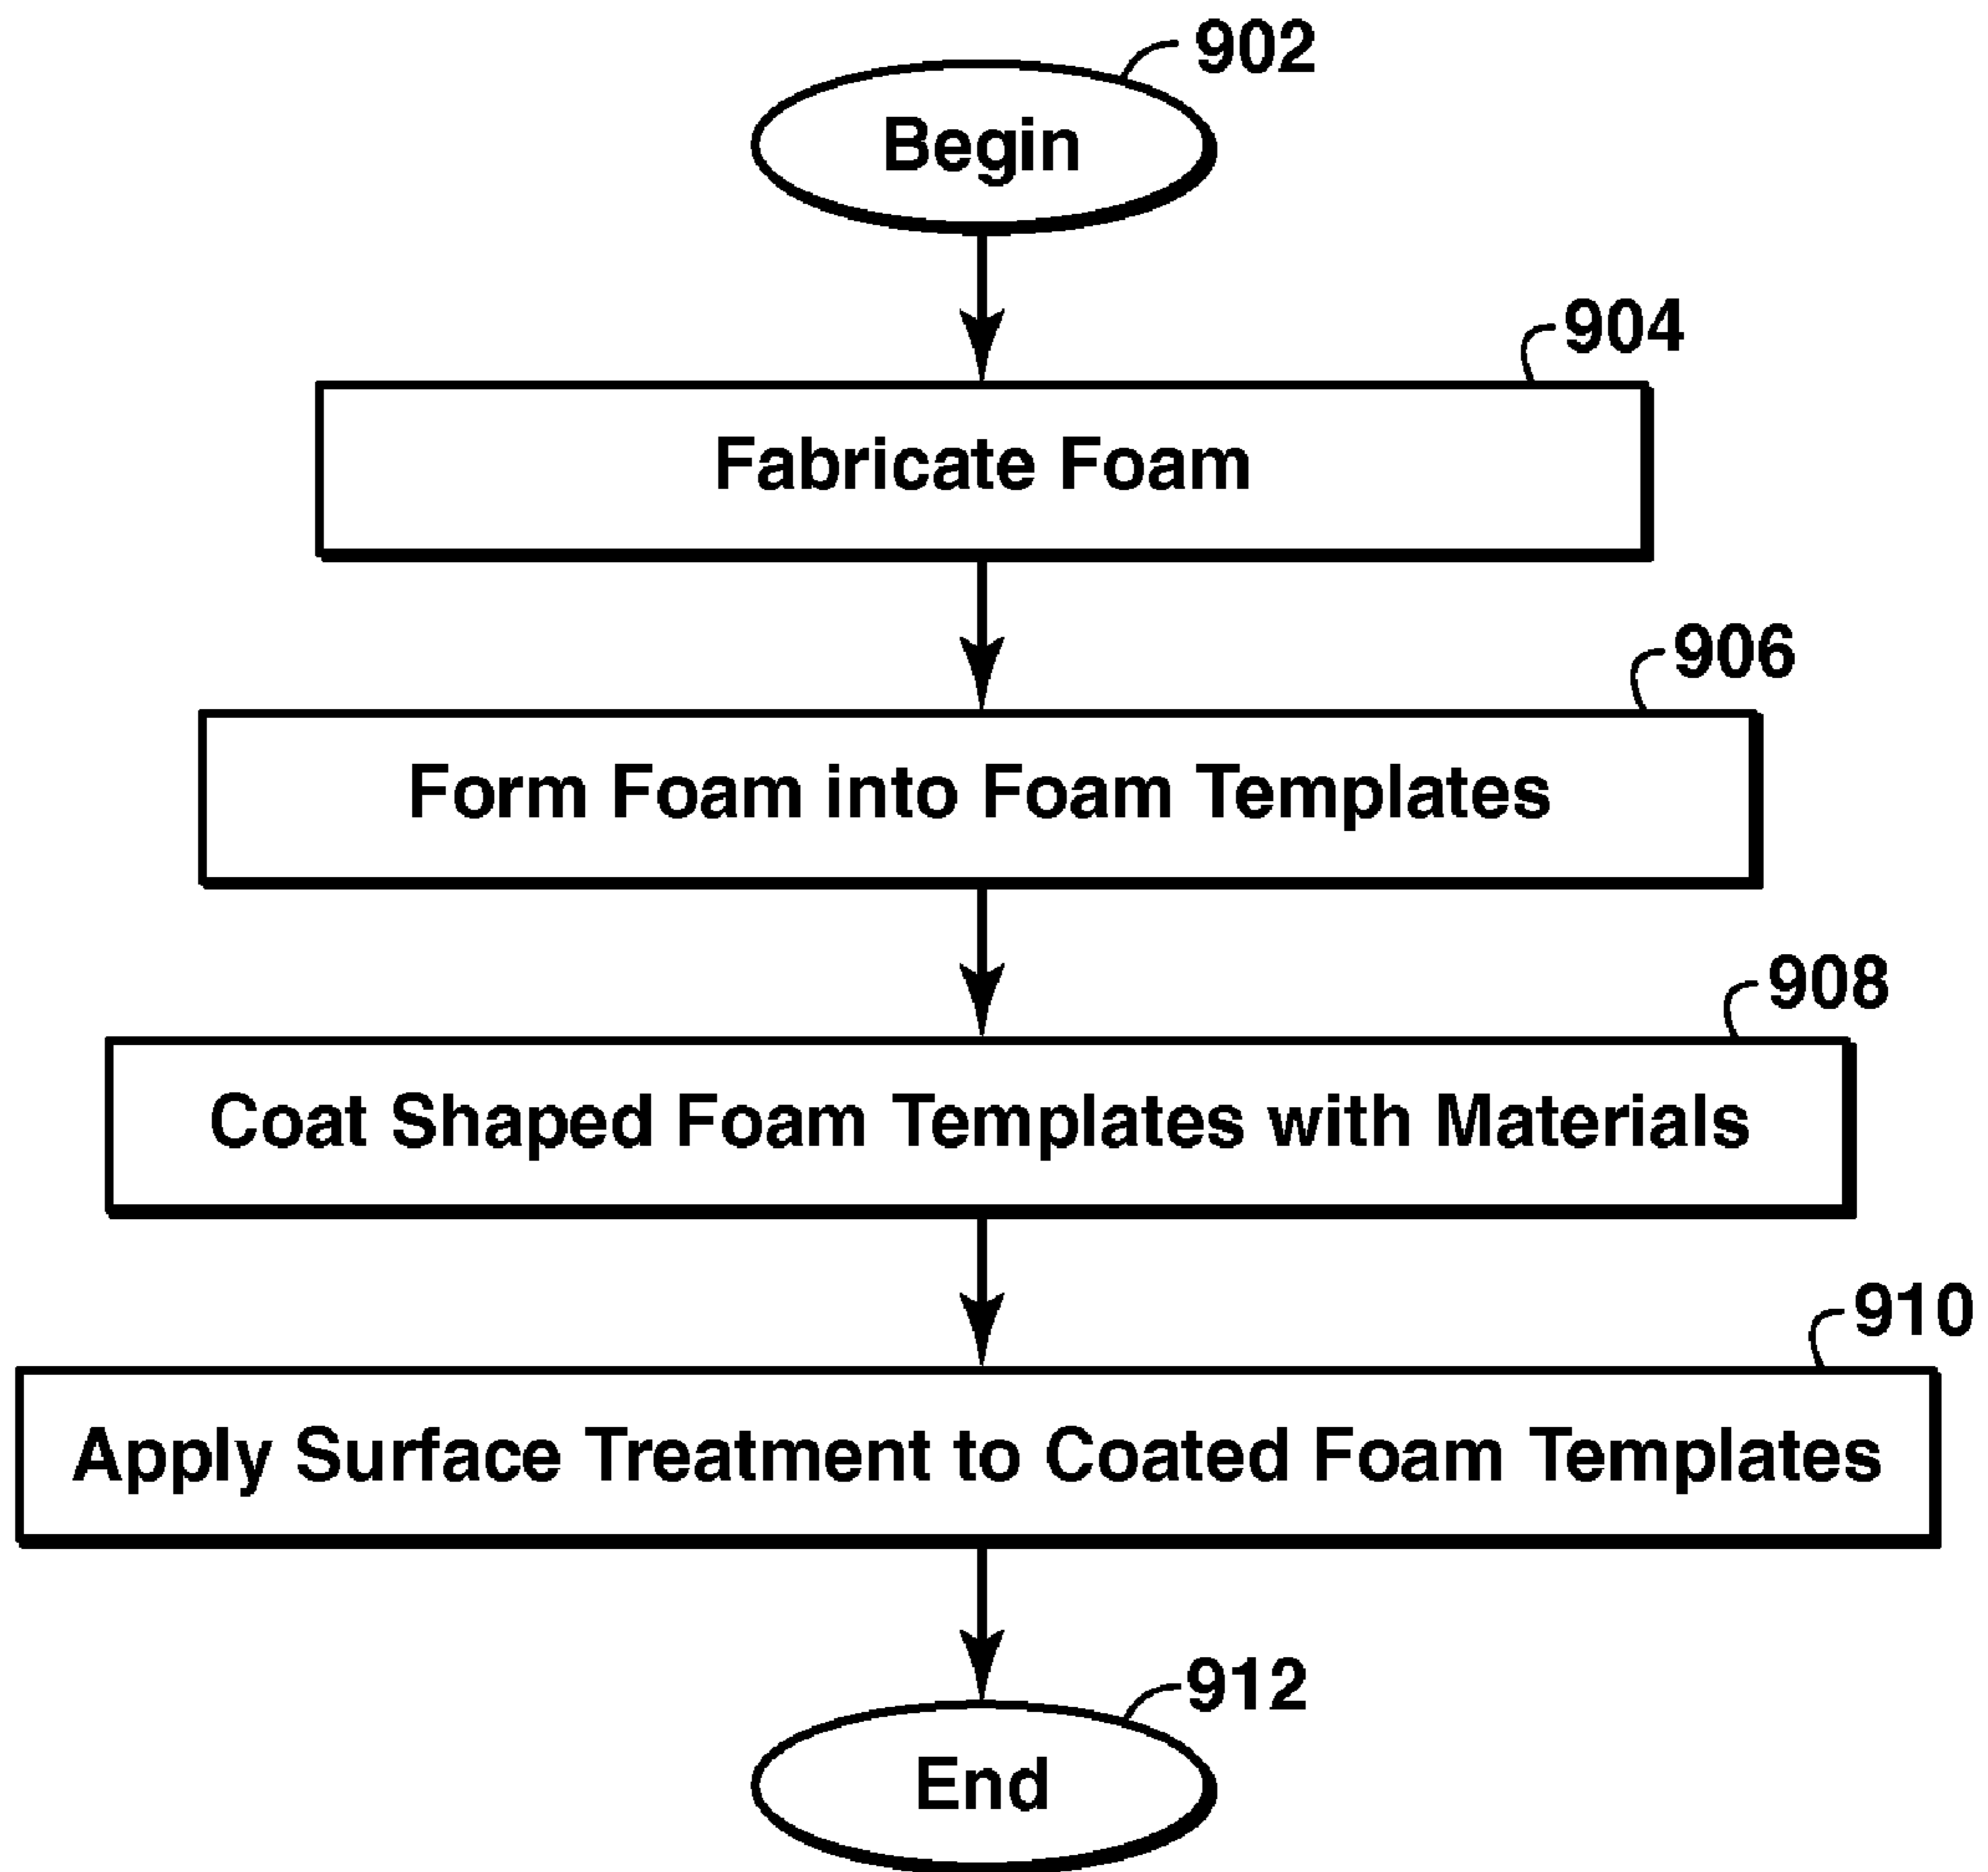 902
Begin
904
Fabricate Foam
906
Form Foam into Foam Templates
908
Coat Shaped Foam Templates with Materials
910
Apply Surface Treatment to Coated Foam Templates
912
End